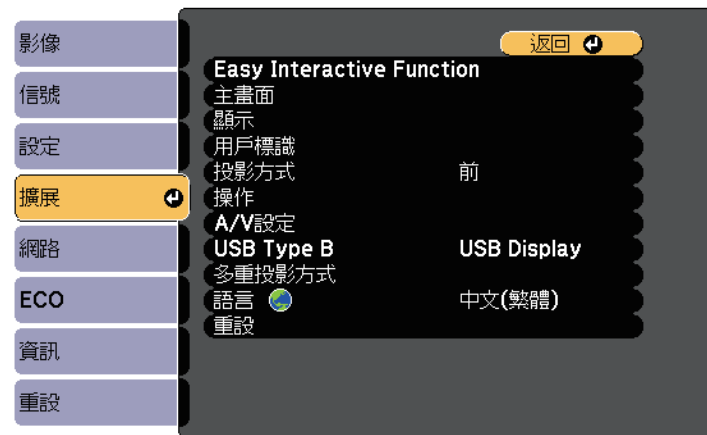 影像
信號
設定
擴展
網路
ECO
資訊
重設
返回
Easy Interactive Function
主畫面
顯示
用戶標識
投影方式 前
操作
A/V設定
USB Type B USB Display
多重投影方式
語言 中文(繁體)
重設